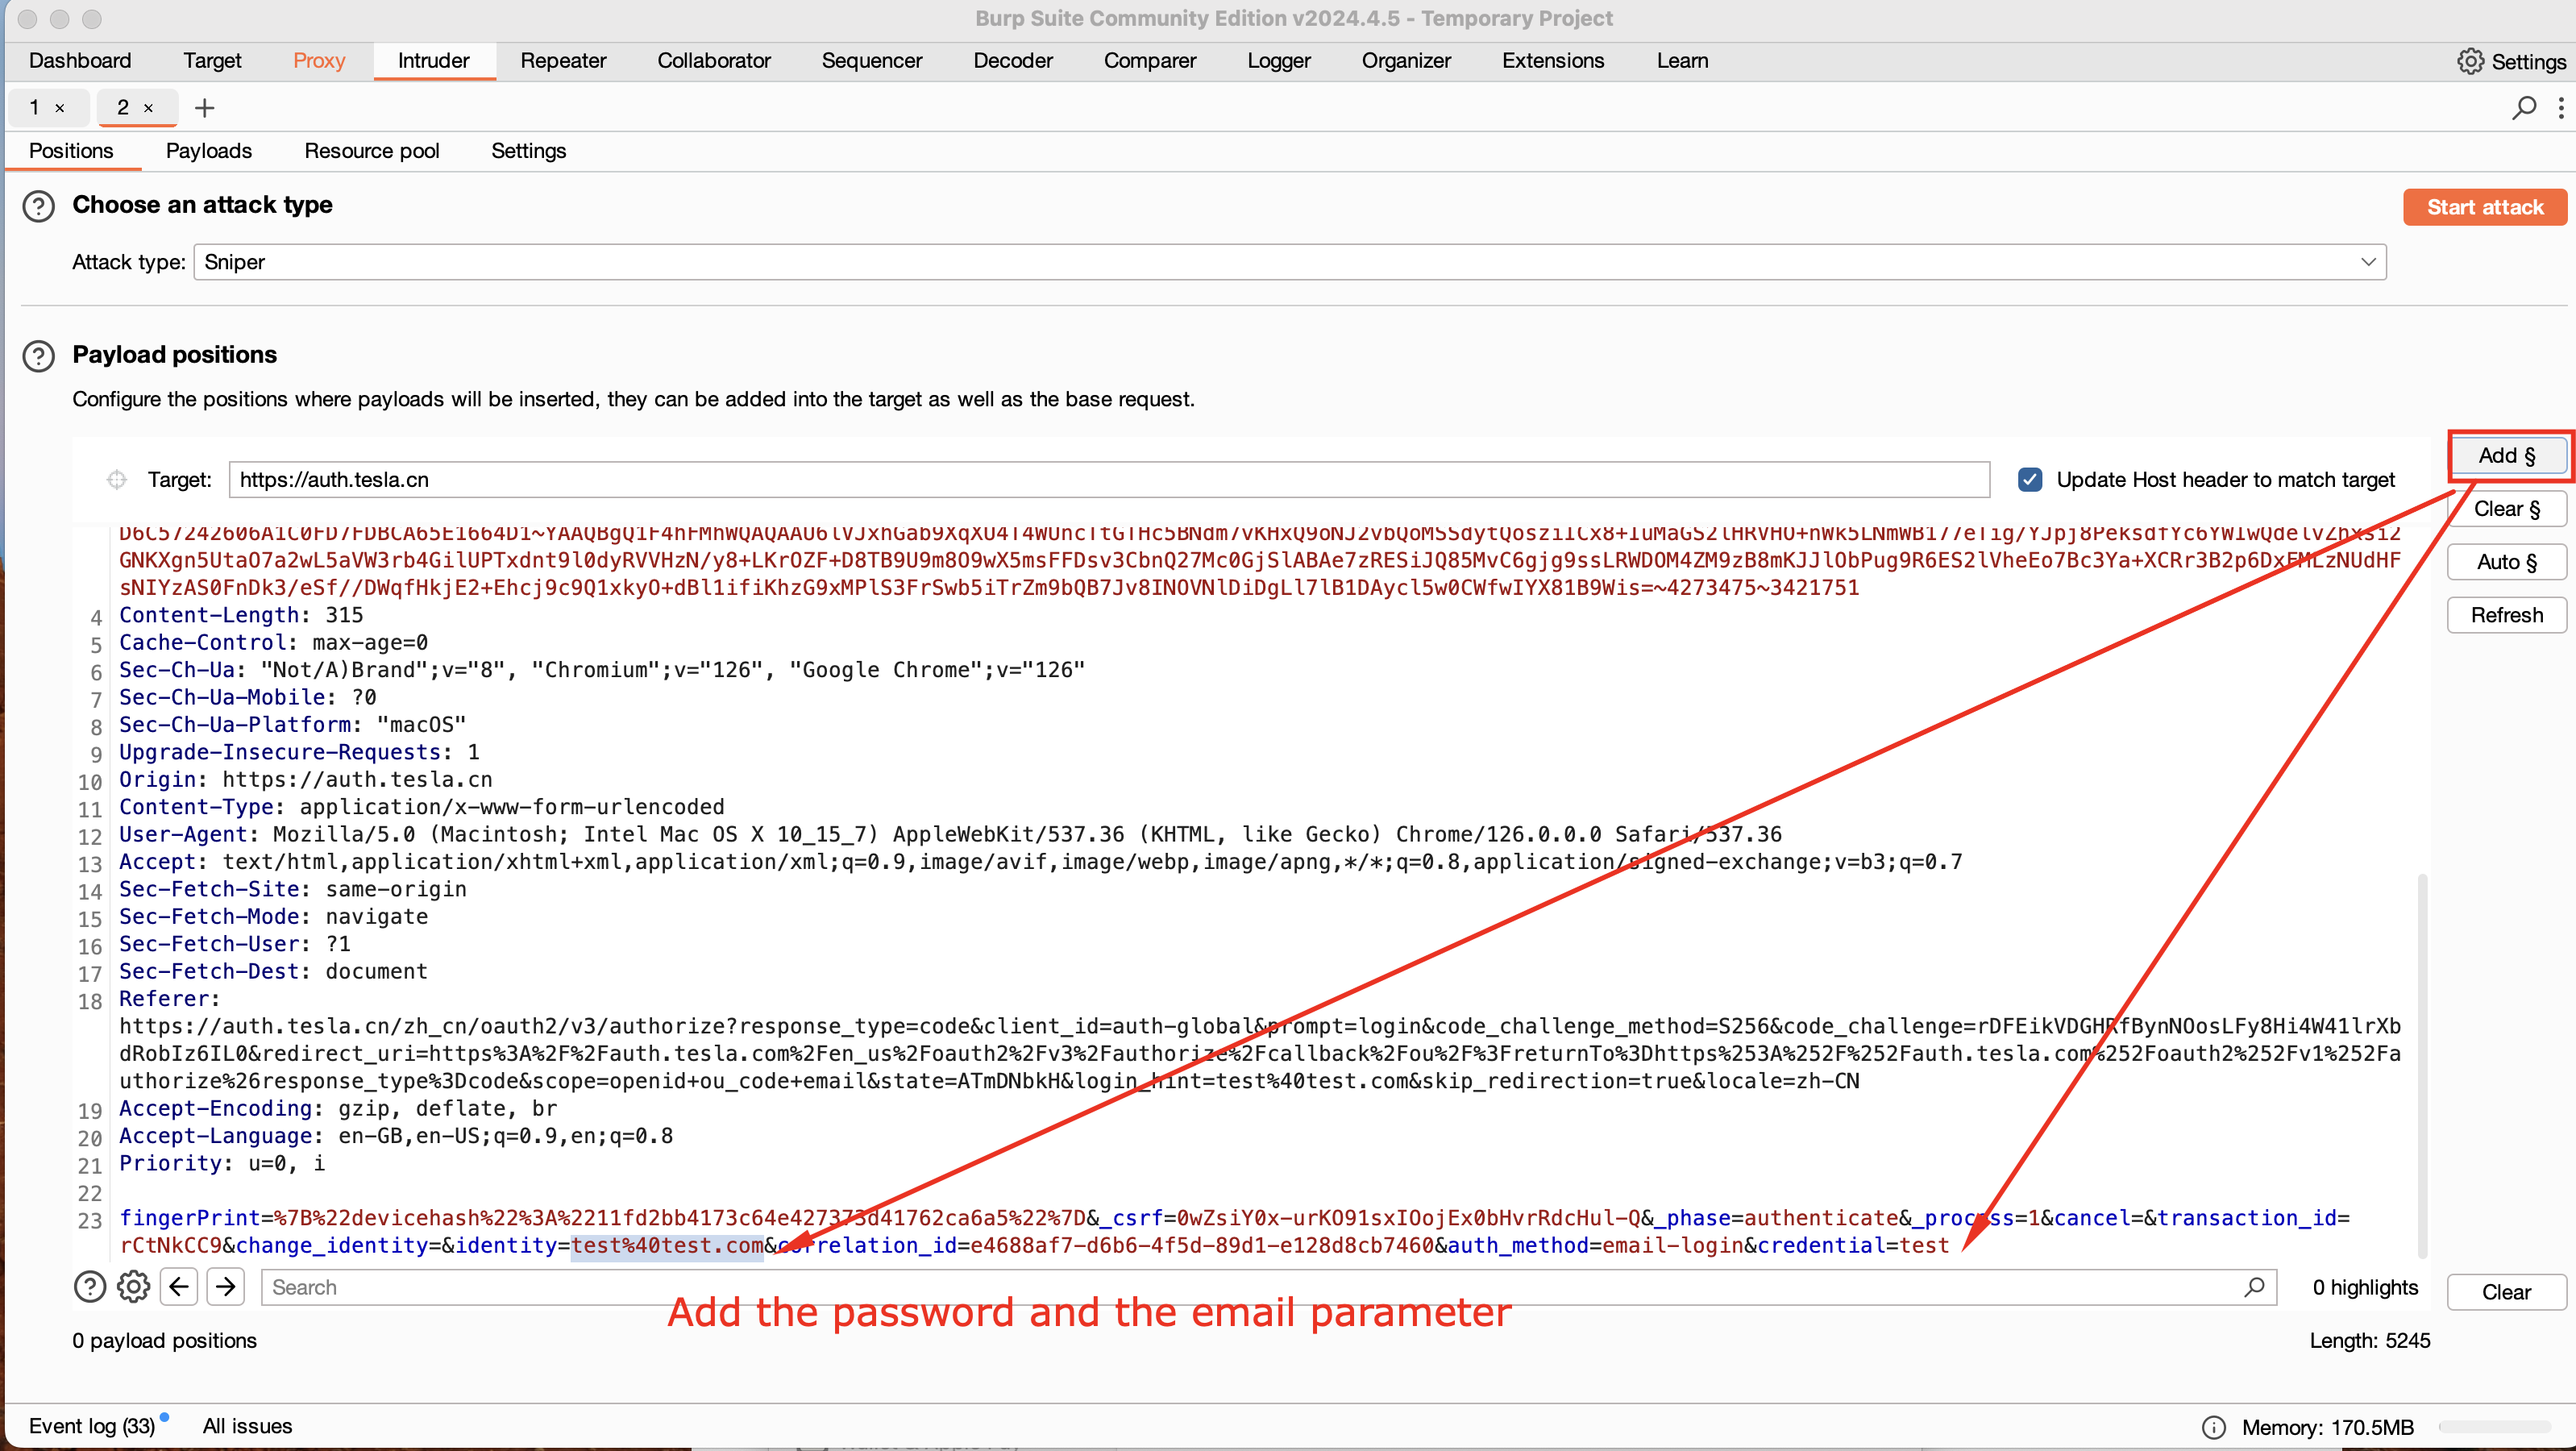 Burp Suite Community Edition v2024.4.5 - Temporary Project
Dashboard Target Proxy Intruder Repeater Collaborator Sequencer Decoder Comparer Logger Organizer Extensions Learn Settings
1 × 2 × +
Positions Payloads Resource pool Settings
Choose an attack type
Start attack
Attack type: Sniper
Payload positions
Configure the positions where payloads will be inserted, they can be added into the target as well as the base request.
Add §
Target: https://auth.tesla.cn Update Host header to match target
Clear §
Auto §
Refresh
sNIYzAS0FnDk3/eSf//DWqfHkjE2+Ehcj9c9Q1xkyO+dBl1ifiKhzG9xMPlS3FrSwb5iTrZm9bQB7Jv8INOVNlDiDgLl7lB1DAycl5w0CWfwIYX81B9Wis=~4273475~3421751
4 Content-Length: 315
5 Cache-Control: max-age=0
6 Sec-Ch-Ua: "Not/A)Brand";v="8", "Chromium";v="126", "Google Chrome";v="126"
7 Sec-Ch-Ua-Mobile: ?0
8 Sec-Ch-Ua-Platform: "macOS"
9 Upgrade-Insecure-Requests: 1
10 Origin: https://auth.tesla.cn
11 Content-Type: application/x-www-form-urlencoded
12 User-Agent: Mozilla/5.0 (Macintosh; Intel Mac OS X 10_15_7) AppleWebKit/537.36 (KHTML, like Gecko) Chrome/126.0.0.0 Safari/537.36
13 Accept: text/html,application/xhtml+xml,application/xml;q=0.9,image/avif,image/webp,image/apng,*/*;q=0.8,application/signed-exchange;v=b3;q=0.7
14 Sec-Fetch-Site: same-origin
15 Sec-Fetch-Mode: navigate
16 Sec-Fetch-User: ?1
17 Sec-Fetch-Dest: document
18 Referer:
https://auth.tesla.cn/zh_cn/oauth2/v3/authorize?response_type=code&client_id=auth-global&prompt=login&code_challenge_method=S256&code_challenge=rDFEikVDGHRfBynNOosLFy8Hi4W41lrXb
dRobIz6IL0&redirect_uri=https%3A%2F%2Fauth.tesla.com%2Fen_us%2Foauth2%2Fv3%2Fauthorize%2Fcallback%2Fou%2F%3FreturnTo%3Dhttps%253A%252F%252Fauth.tesla.com%252Foauth2%252Fv1%252Fa
uthorize%26response_type%3Dcode&scope=openid+ou_code+email&state=ATmDNbkH&login_hint=test%40test.com&skip_redirection=true&locale=zh-CN
19 Accept-Encoding: gzip, deflate, br
20 Accept-Language: en-GB,en-US;q=0.9,en;q=0.8
21 Priority: u=0, i
22
23 fingerPrint=%7B%22devicehash%22%3A%2211fd2bb4173c64e427373d41762ca6a5%22%7D&_csrf=0wZsiY0x-urKO91sxIOojEx0bHvrRdcHul-Q&_phase=authenticate&_process=1&cancel=&transaction_id=
rCtNkCC9&change_identity=&identity=test%40test.com&correlation_id=e4688af7-d6b6-4f5d-89d1-e128d8cb7460&auth_method=email-login&credential=test
Search 0 highlights Clear
Add the password and the email parameter
0 payload positions Length: 5245
Event log (33) All issues Memory: 170.5MB